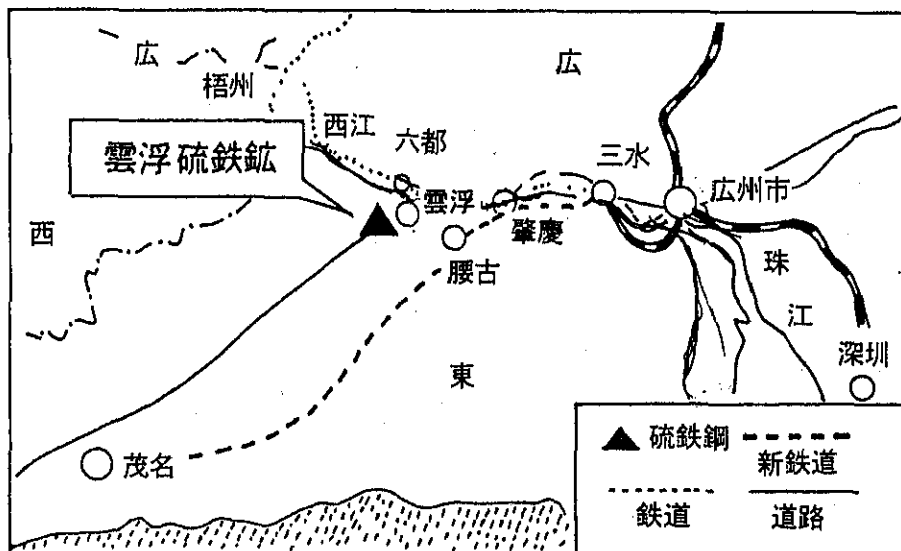 広
梧州
広
西江
六都
雲浮硫鉄鉱
三水
広州市
雲浮
肇慶
西
腰古
珠
江
東
深圳
茂名
硫鉄鋼
新鉄道
鉄道
道路